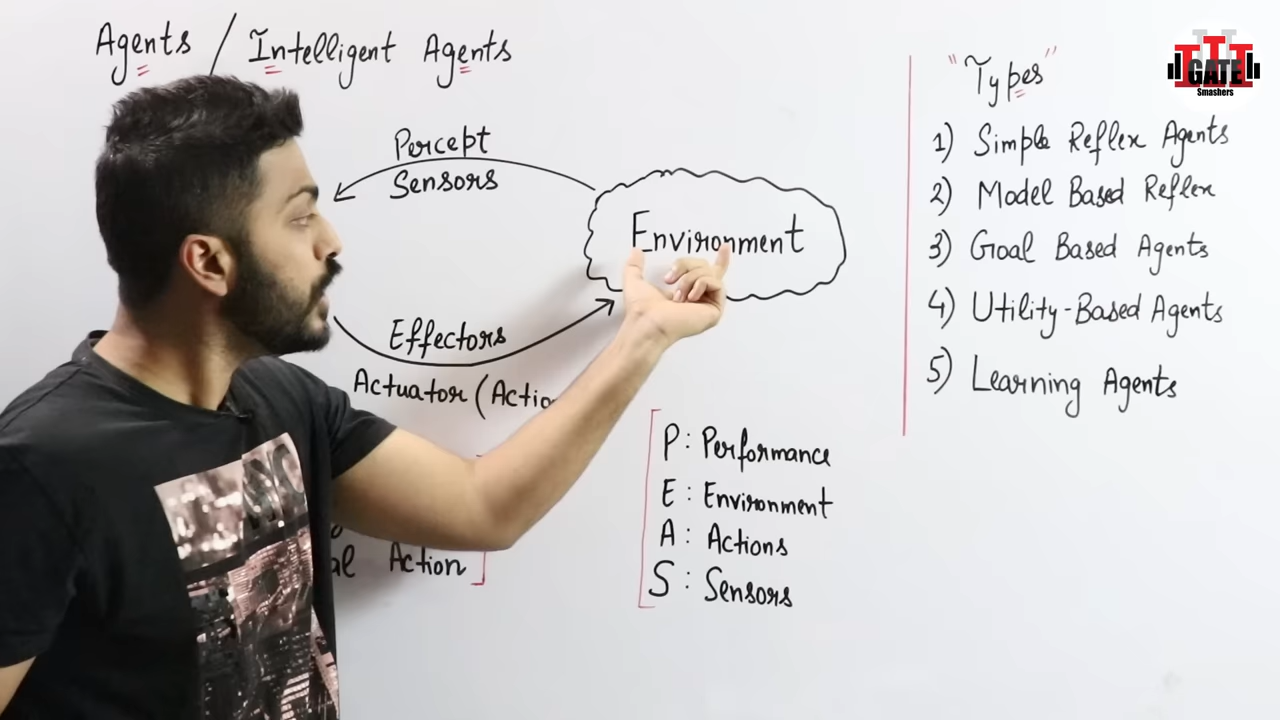 Agents / Intelligent Agents
Percept
Sensors
Environment
Effectors
Actuator (Actio
Action
P: Performance
E: Environment
A: Actions
S: Sensors
"Types"
1) Simple Reflex Agents
2) Model Based Reflex
3) Goal Based Agents
4) Utility-Based Agents
5) Learning Agents
GATE
Smashers